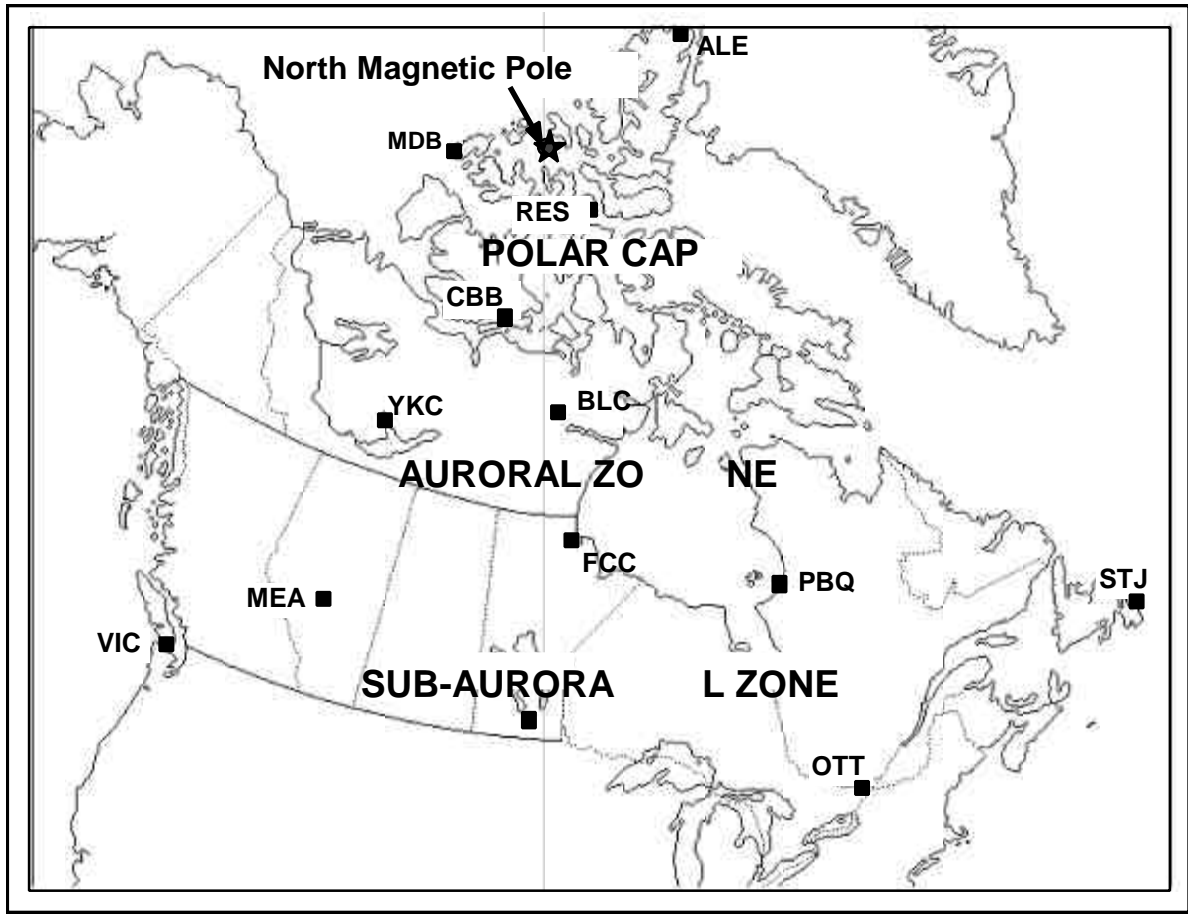 ALE
North Magnetic Pole
MDB
RES
POLAR CAP
CBB
YKC
BLC
AURORAL ZO NE
FCC
PBQ
STJ
MEA
VIC
SUB-AURORA L ZONE
OTT